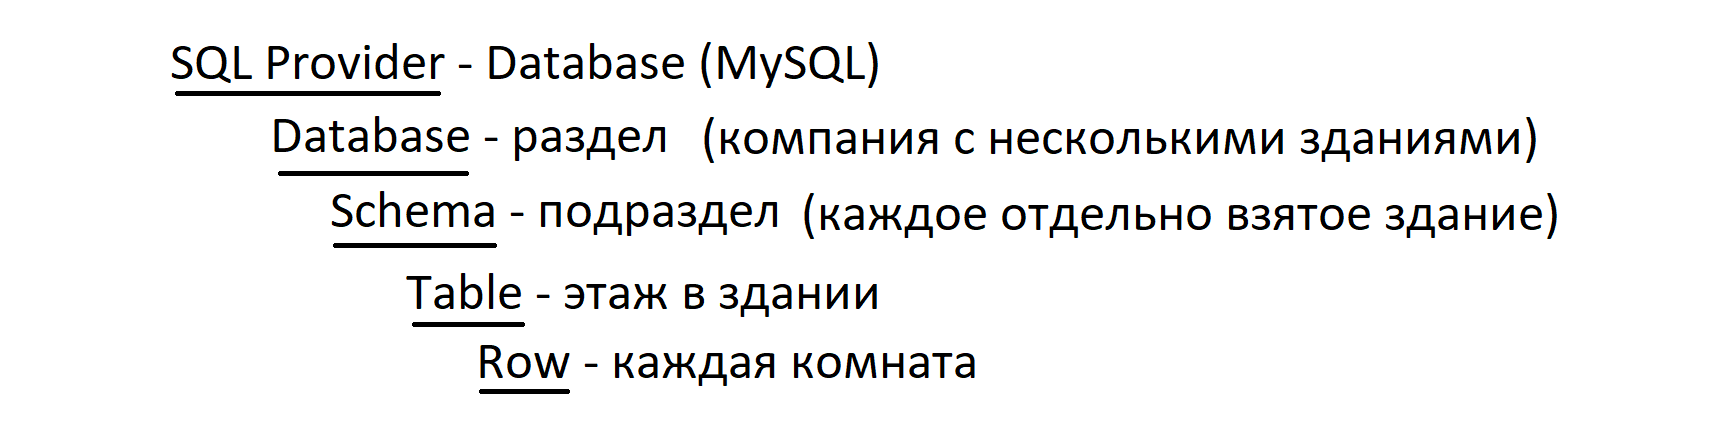 SQL Provider - Database (MySQL)
Database - раздел (компания с несколькими зданиями)
Schema - подраздел (каждое отдельно взятое здание)
Table - этаж в здании
Row - каждая комната